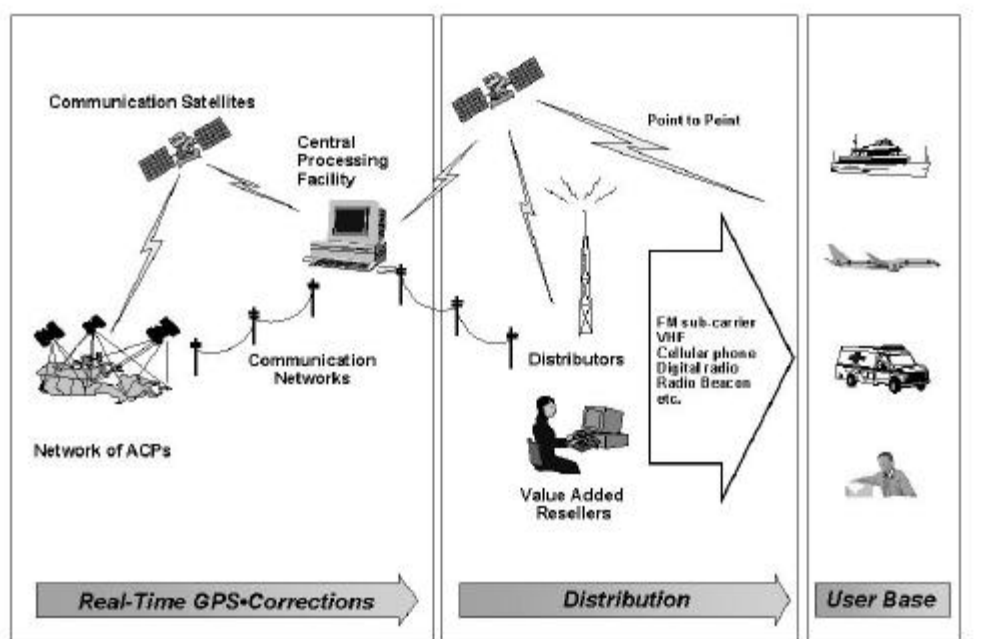 Communication Satellites
Central
Processing
Facility
Communication
Networks
Network of ACPs
Real-Time GPS•Corrections
Point to Point
Distributors
Value Added
Resellers
FM sub-carrier
VHF
Cellular phone
Digital radio
Radio Beacon
etc.
Distribution
User Base